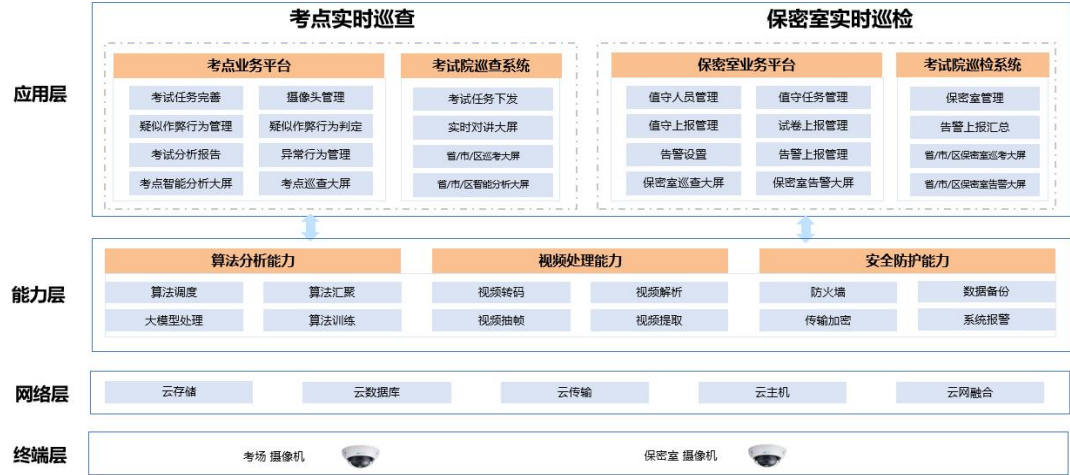 考点实时巡查
保密室实时巡检
应用层
考点业务平台
考试任务完善
摄像头管理
疑似作弊行为管理
疑似作弊行为判定
考试分析报告
异常行为管理
考点智能分析大屏
考点巡查大屏
考试院巡查系统
考试任务下发
实时对讲大屏
省/市/区巡考大屏
省/市/区智能分析大屏
保密室业务平台
值守人员管理
值守任务管理
值守上报管理
试卷上报管理
告警设置
告警上报管理
保密室巡查大屏
保密室告警大屏
考试院巡检系统
保密室管理
告警上报汇总
省/市/区保密室巡考大屏
省/市/区保密室告警大屏
能力层
算法分析能力
算法调度
算法汇聚
大模型处理
算法训练
视频处理能力
视频转码
视频解析
视频抽帧
视频提取
安全防护能力
防火墙
数据备份
传输加密
系统报警
网络层
云存储
云数据库
云传输
云主机
云网融合
终端层
考场 摄像机
保密室 摄像机